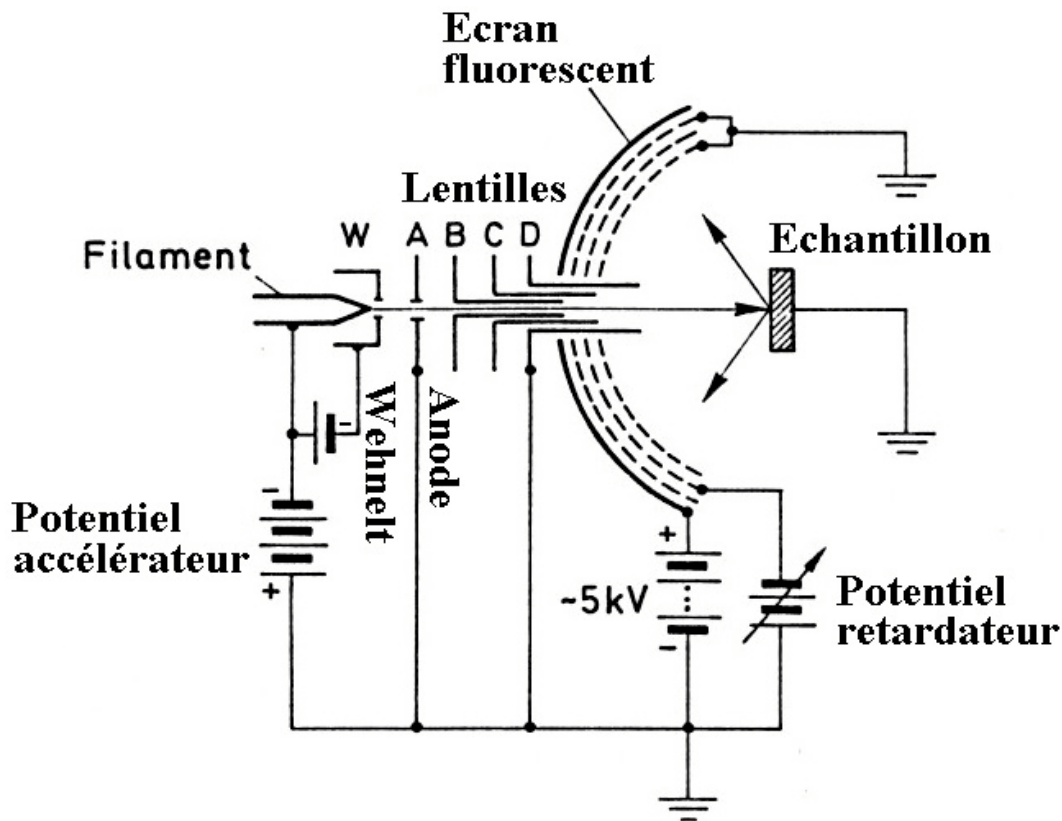 Ecran
fluorescent
Lentilles
W A B C D
Filament
Echantillon
Wehnelt
Anode
-
-
+
Potentiel
accélérateur
+
~5kV
-
Potentiel
retardateur